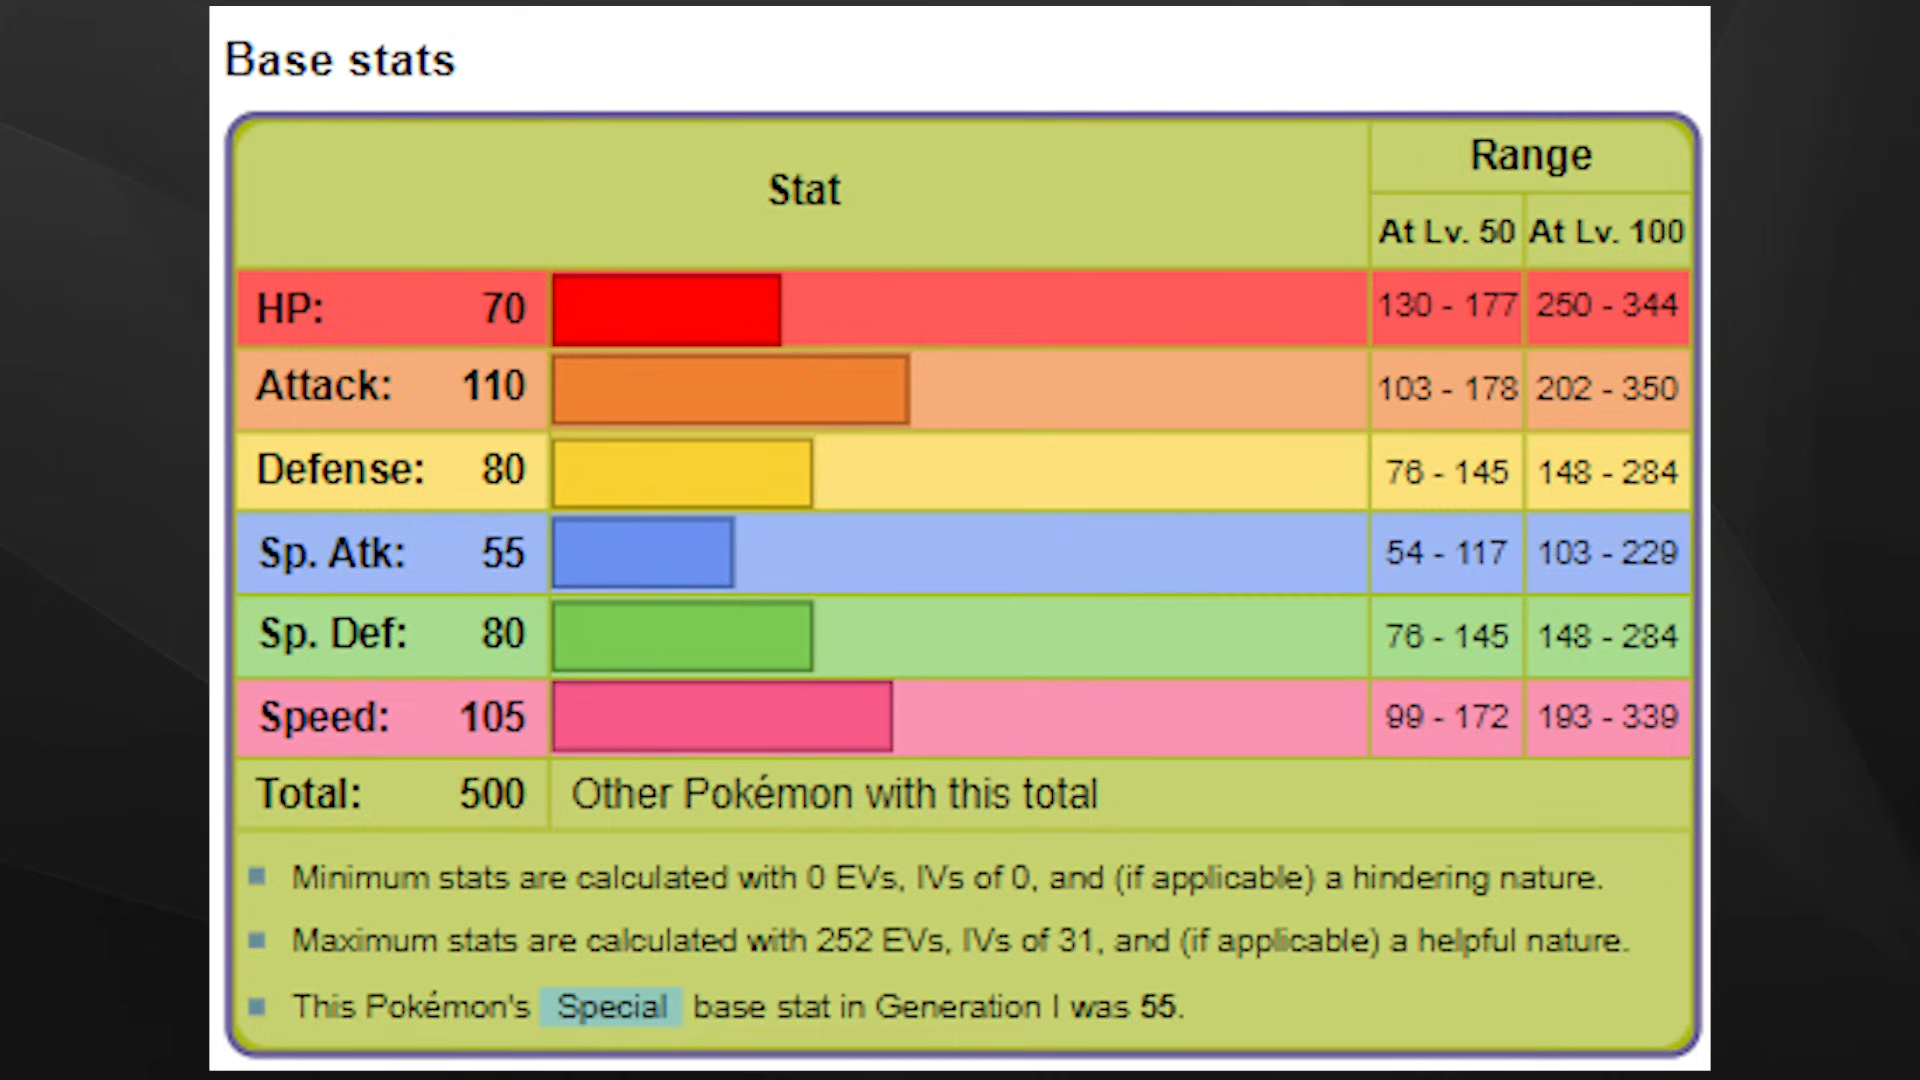 Base stats
Stat
Range
At Lv. 50 At Lv. 100
HP: 70 130 - 177 250 - 344
Attack: 110 103 - 178 202 - 350
Defense: 80 76 - 145 148 - 284
Sp. Atk: 55 54 - 117 103 - 229
Sp. Def: 80 76 - 145 148 - 284
Speed: 105 99 - 172 193 - 339
Total: 500 Other Pokémon with this total
Minimum stats are calculated with 0 EVs, IVs of 0, and (if applicable) a hindering nature.
Maximum stats are calculated with 252 EVs, IVs of 31, and (if applicable) a helpful nature.
This Pokémon's Special base stat in Generation I was 55.